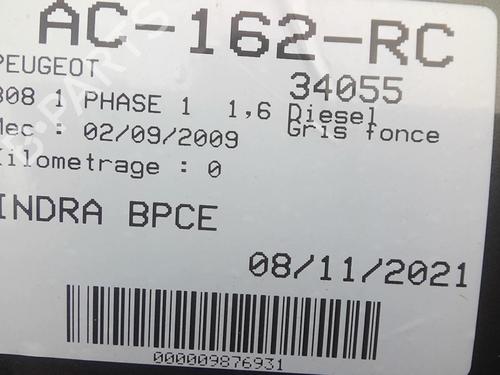 AC-162-RC
PEUGEOT 34055
308 1 PHASE 1 1,6 Diesel
Mec : 02/09/2009 Gris fonce
Kilometrage : 0
INDRA BPCE
08/11/2021
000009876931